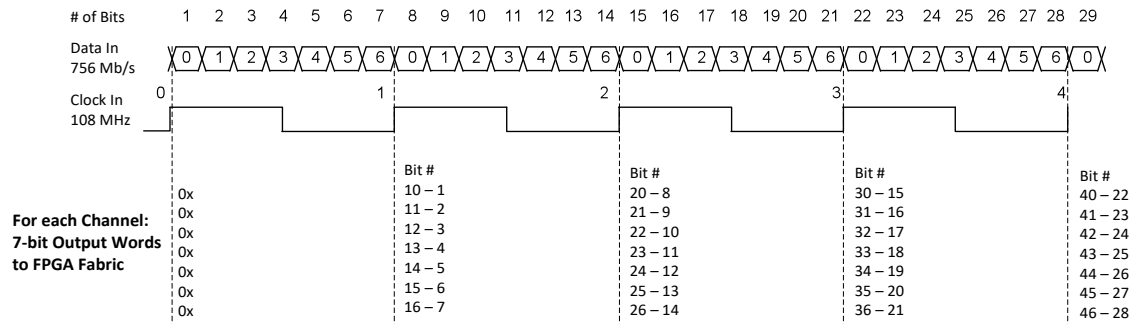 # of Bits 1 2 3 4 5 6 7 8 9 10 11 12 13 14 15 16 17 18 19 20 21 22 23 24 25 26 27 28 29
Data In
756 Mb/s
0 1 2 3 4 5 6 0 1 2 3 4 5 6 0 1 2 3 4 5 6 0 1 2 3 4 5 6 0
Clock In
108 MHz
0 1 2 3 4
For each Channel:
7-bit Output Words
to FPGA Fabric
0x
0x
0x
0x
0x
0x
0x
Bit #
10 – 1
11 – 2
12 – 3
13 – 4
14 – 5
15 – 6
16 – 7
Bit #
20 – 8
21 – 9
22 – 10
23 – 11
24 – 12
25 – 13
26 – 14
Bit #
30 – 15
31 – 16
32 – 17
33 – 18
34 – 19
35 – 20
36 – 21
Bit #
40 – 22
41 – 23
42 – 24
43 – 25
44 – 26
45 – 27
46 – 28